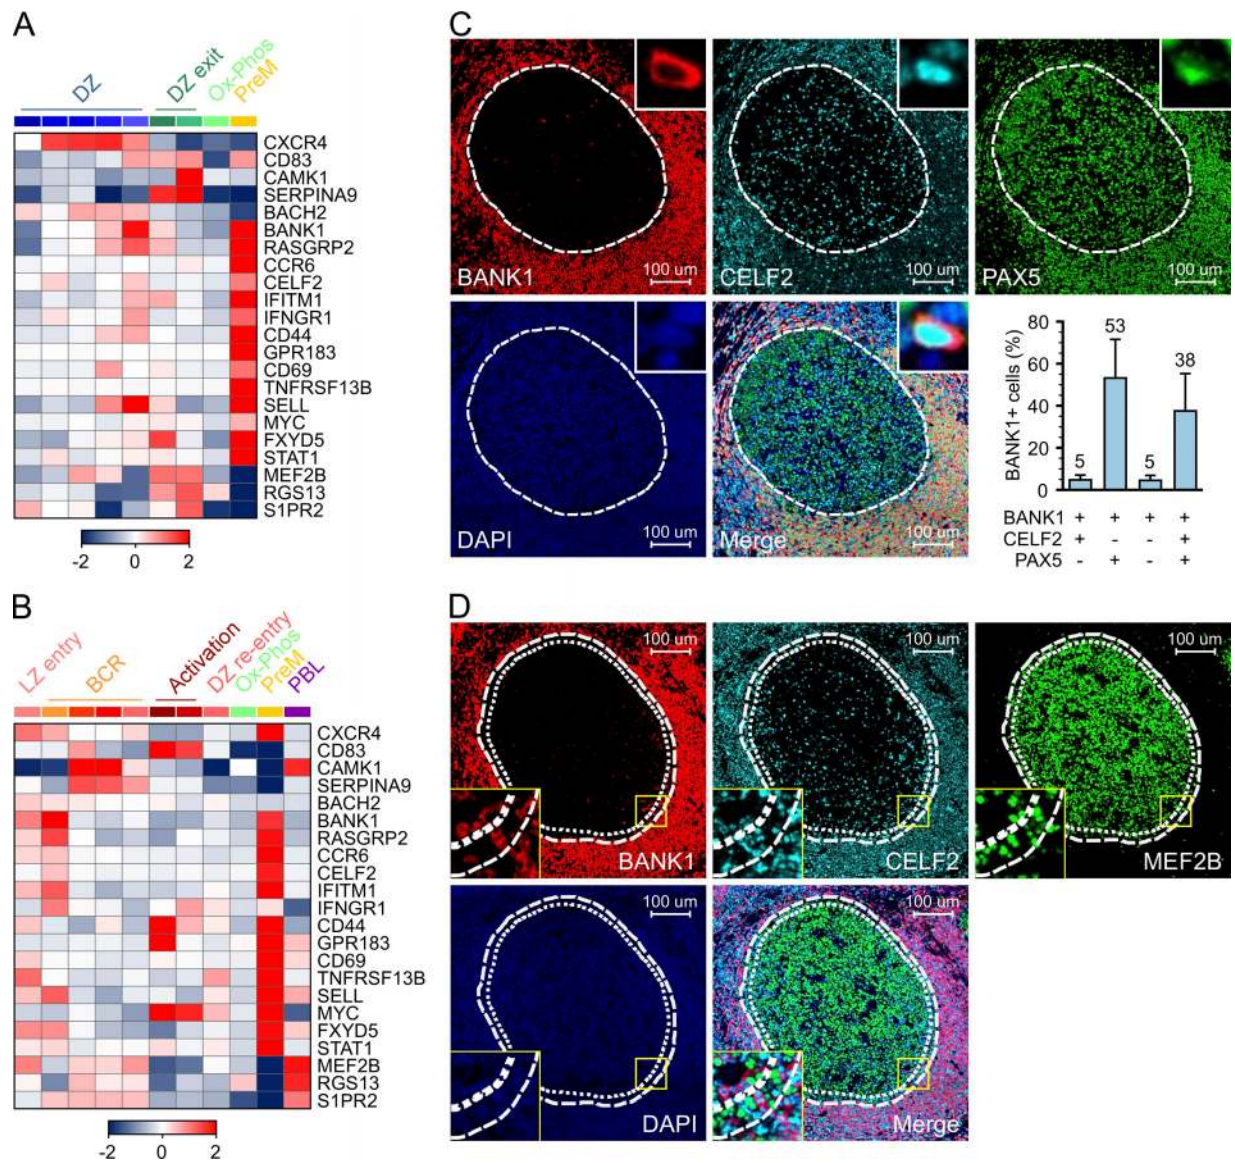 A
DZ
DZ exit
Ox-Phos
PreM
CXCR4
CD83
CAMK1
SERPINA9
BACH2
BANK1
RASGRP2
CCR6
CELF2
IFITM1
IFNGR1
CD44
GPR183
CD69
TNFRSF13B
SELL
MYC
FXYD5
STAT1
MEF2B
RGS13
S1PR2
-2 0 2
B
LZ entry
BCR
Activation
DZ re-entry
Ox-Phos
PreM
PBL
CXCR4
CD83
CAMK1
SERPINA9
BACH2
BANK1
RASGRP2
CCR6
CELF2
IFITM1
IFNGR1
CD44
GPR183
CD69
TNFRSF13B
SELL
MYC
FXYD5
STAT1
MEF2B
RGS13
S1PR2
-2 0 2
C
BANK1 100 um
CELF2 100 um
PAX5 100 um
DAPI 100 um
Merge 100 um
BANK1+ cells (%)
80
60
40
20
0
5 53 5 38
BANK1 + + + +
CELF2 + - - +
PAX5 - + - +
D
100 um
BANK1
100 um
CELF2
100 um
MEF2B
100 um
DAPI
100 um
Merge